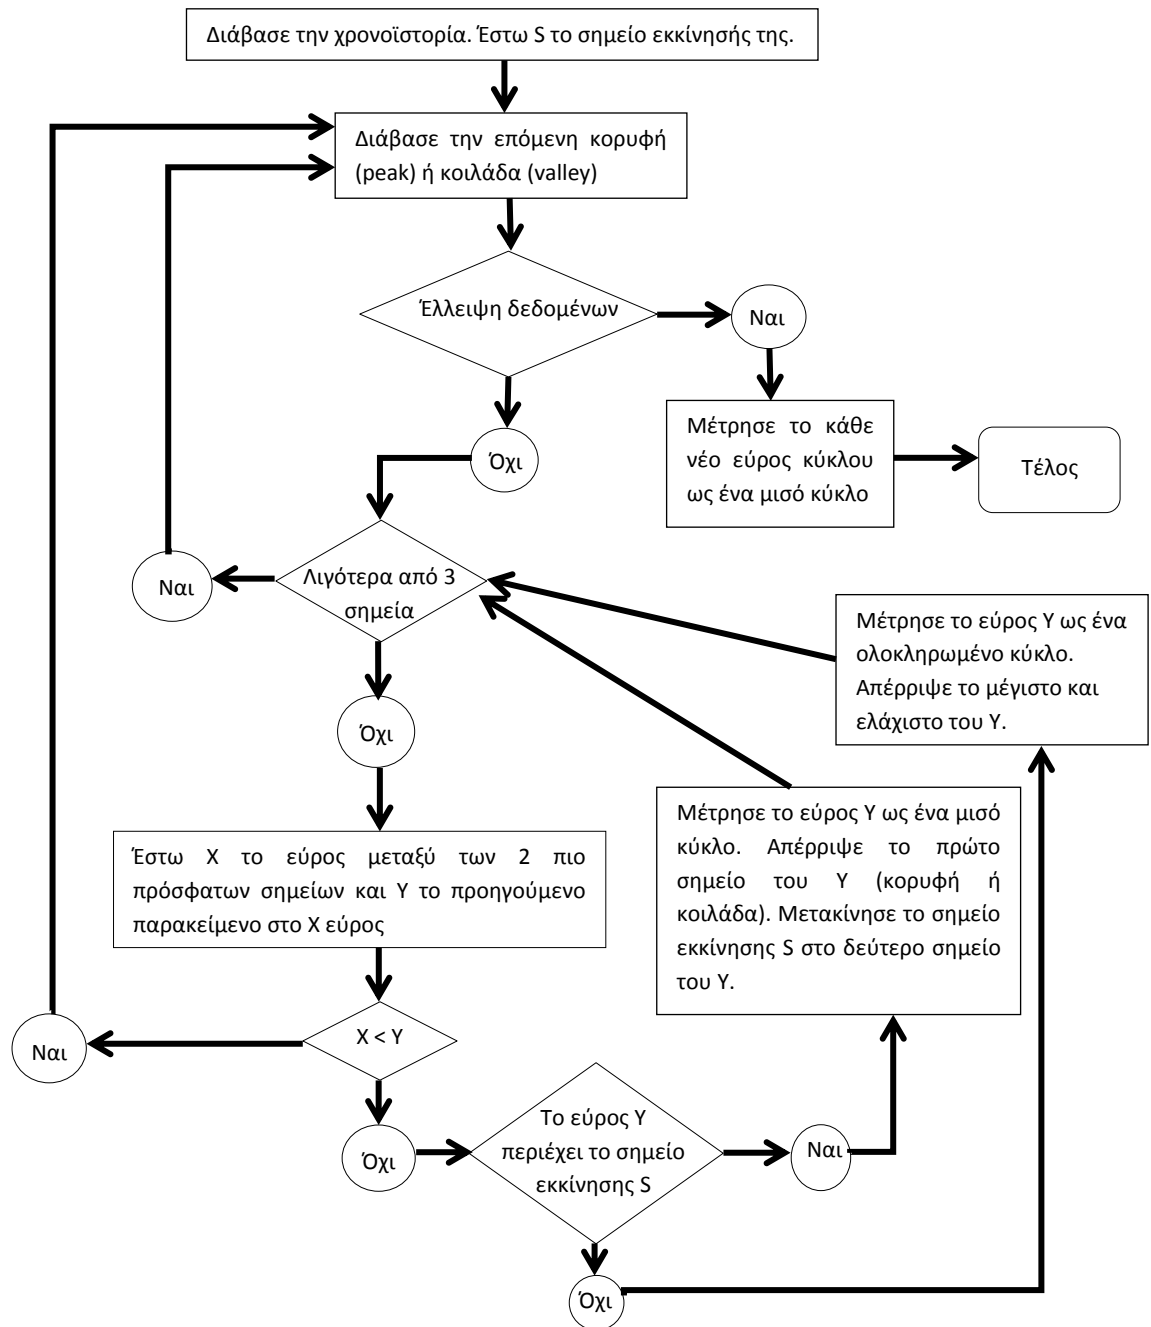 Διάβασε την χρονοϊστορία. Έστω S το σημείο εκκίνησής της.
Διάβασε την επόμενη κορυφή
(peak) ή κοιλάδα (valley)
Έλλειψη δεδομένων
Ναι
Μέτρησε το κάθε
νέο εύρος κύκλου
ως ένα μισό κύκλο
Τέλος
Όχι
Λιγότερα από 3
σημεία
Ναι
Όχι
Μέτρησε το εύρος Υ ως ένα
ολοκληρωμένο κύκλο.
Απέρριψε το μέγιστο και
ελάχιστο του Υ.
Μέτρησε το εύρος Υ ως ένα μισό
κύκλο. Απέρριψε το πρώτο
σημείο του Υ (κορυφή ή
κοιλάδα). Μετακίνησε το σημείο
εκκίνησης S στο δεύτερο σημείο
του Υ.
Έστω Χ το εύρος μεταξύ των 2 πιο
πρόσφατων σημείων και Υ το προηγούμενο
παρακείμενο στο Χ εύρος
Χ < Υ
Ναι
Όχι
Το εύρος Υ
περιέχει το σημείο
εκκίνησης S
Ναι
Όχι